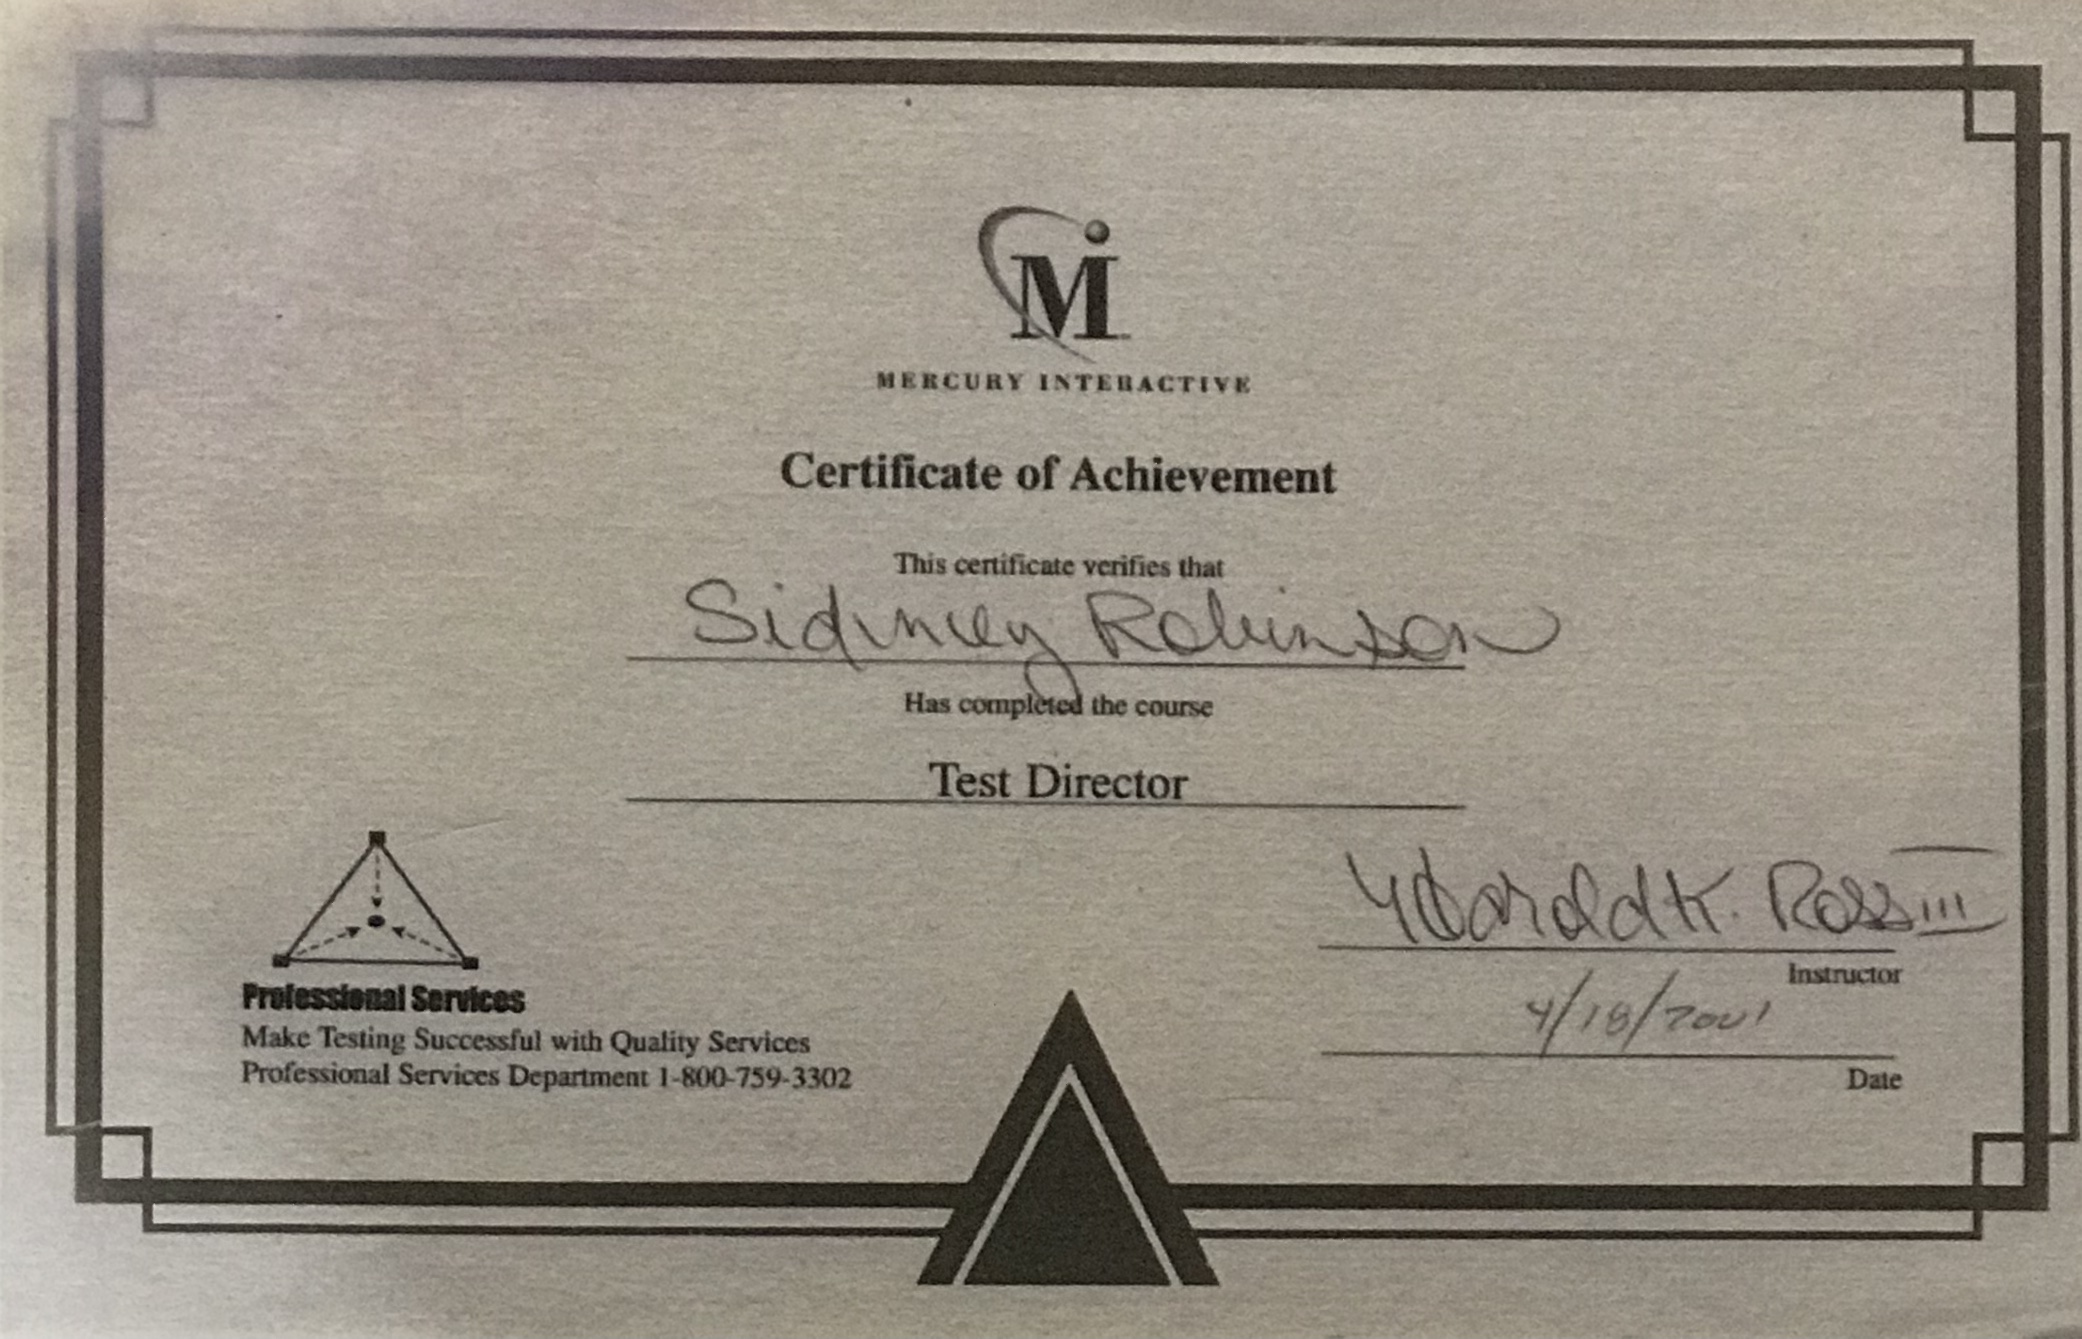 Mi
MERCURY INTERACTIVE
Certificate of Achievement
This certificate verifies that
Sidney Robinson
Has completed the course
Test Director
Harold K. Ross III
Instructor
4/18/2001
Date
Professional Services
Make Testing Successful with Quality Services
Professional Services Department 1-800-759-3302